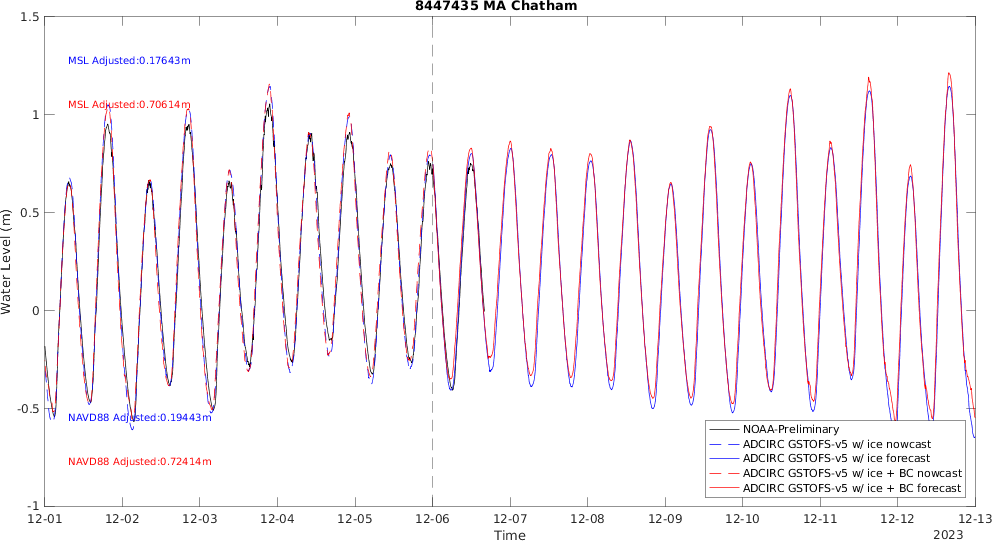 8447435 MA Chatham
1.5
MSL Adjusted:0.17643m
MSL Adjusted:0.70614m
1
0.5
Water Level (m)
0
-0.5
NAVD88 Adjusted:0.19443m
NAVD88 Adjusted:0.72414m
-1
NOAA-Preliminary
ADCIRC GSTOFS-v5 w/ ice nowcast
ADCIRC GSTOFS-v5 w/ ice forecast
ADCIRC GSTOFS-v5 w/ ice + BC nowcast
ADCIRC GSTOFS-v5 w/ ice + BC forecast
12-01 12-02 12-03 12-04 12-05 12-06 12-07 12-08 12-09 12-10 12-11 12-12 12-13
Time
2023